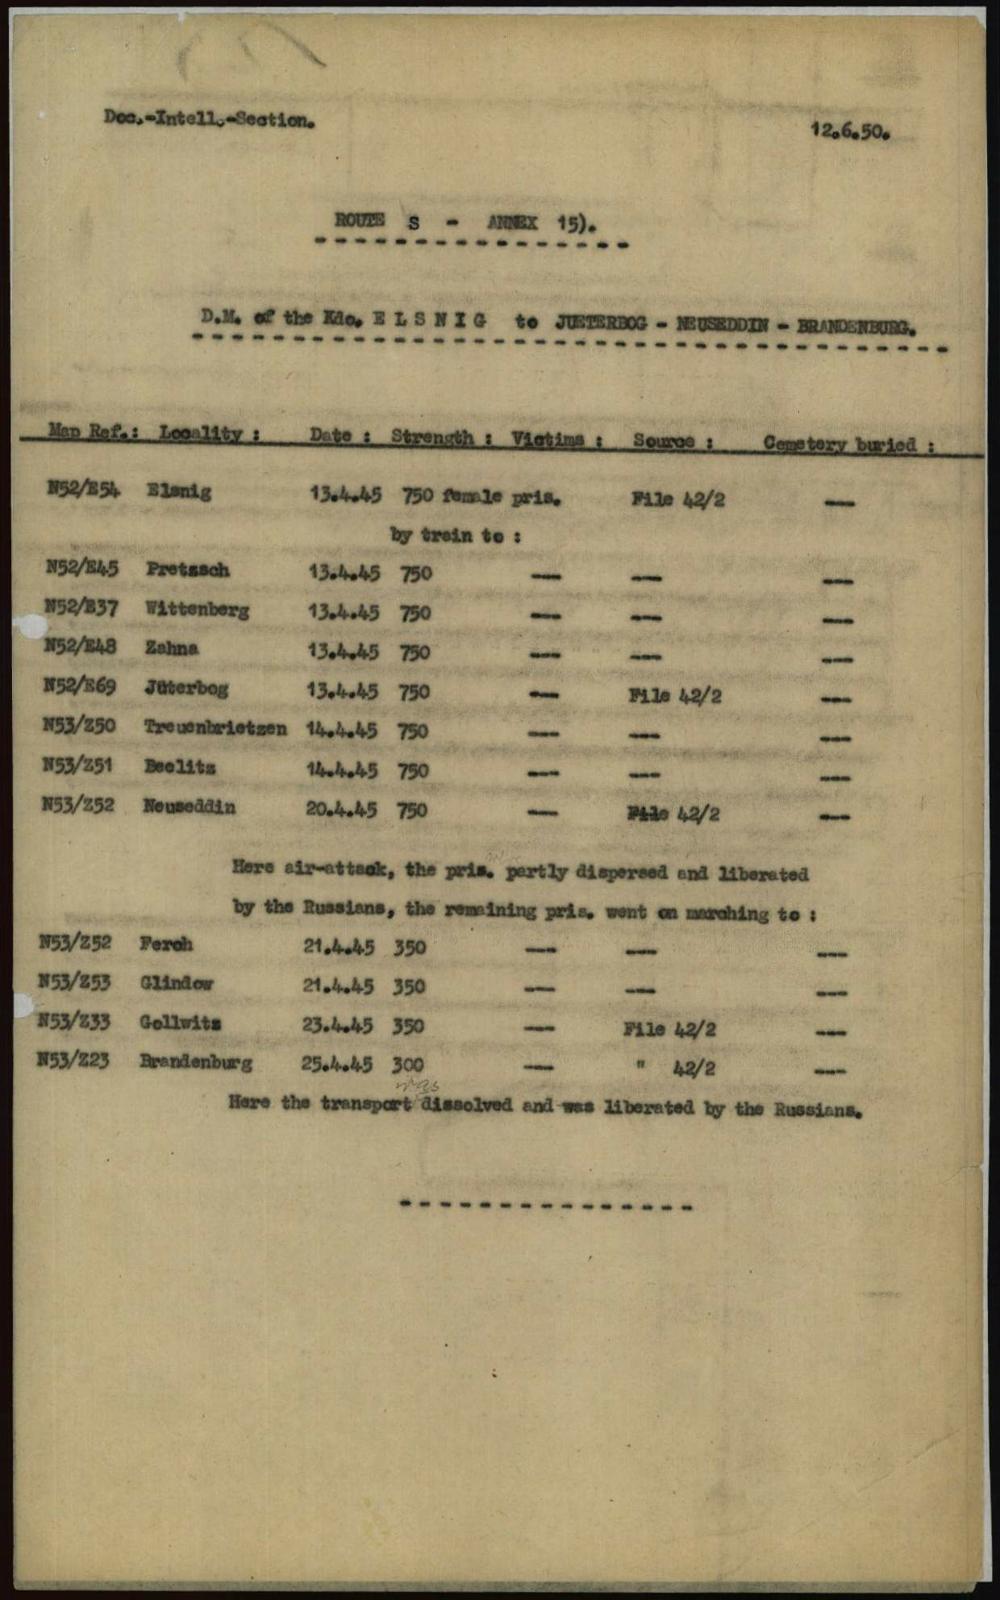 Doc.-Intell.-Section.
12.6.50.
ROUTE S - ANNEX 15).
D.M. of the Kdo. E L S N I G to JUETERBOG - NEUSEDDIN - BRANDENBURG.
Map Ref.: Locality : Date : Strength : Victims : Source : Cemetery buried :
N52/E54 Elsnig 13.4.45 750 female pris. File 42/2 —
by train to :
N52/E45 Pretzsch 13.4.45 750 — — —
N52/E37 Wittenberg 13.4.45 750 — — —
N52/E48 Zahna 13.4.45 750 — — —
N52/E69 Jüterbog 13.4.45 750 — File 42/2 —
N53/Z50 Treuenbrietzen 14.4.45 750 — — —
N53/Z51 Beelitz 14.4.45 750 — — —
N53/Z52 Neuseddin 20.4.45 750 — File 42/2 —
Here air-attack, the pris. partly dispersed and liberated
by the Russians, the remaining pris. went on marching to :
N53/Z52 Ferch 21.4.45 350 — — —
N53/Z53 Glindow 21.4.45 350 — — —
N53/Z33 Gollwitz 23.4.45 350 — File 42/2 —
N53/Z23 Brandenburg 25.4.45 300 — " 42/2 —
was
Here the transport dissolved and was liberated by the Russians.